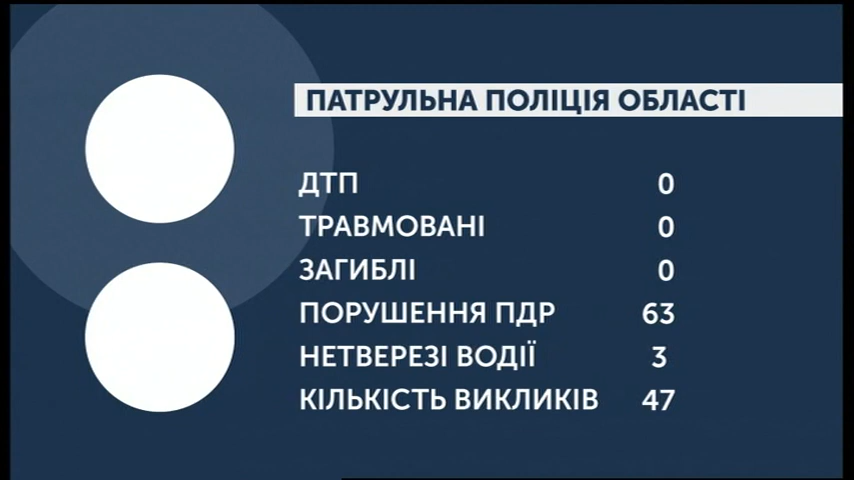 ПАТРУЛЬНА ПОЛІЦІЯ ОБЛАСТІ
ДТП 0
ТРАВМОВАНІ 0
ЗАГИБЛІ 0
ПОРУШЕННЯ ПДР 63
НЕТВЕРЕЗІ ВОДІЇ 3
КІЛЬКІСТЬ ВИКЛИКІВ 47